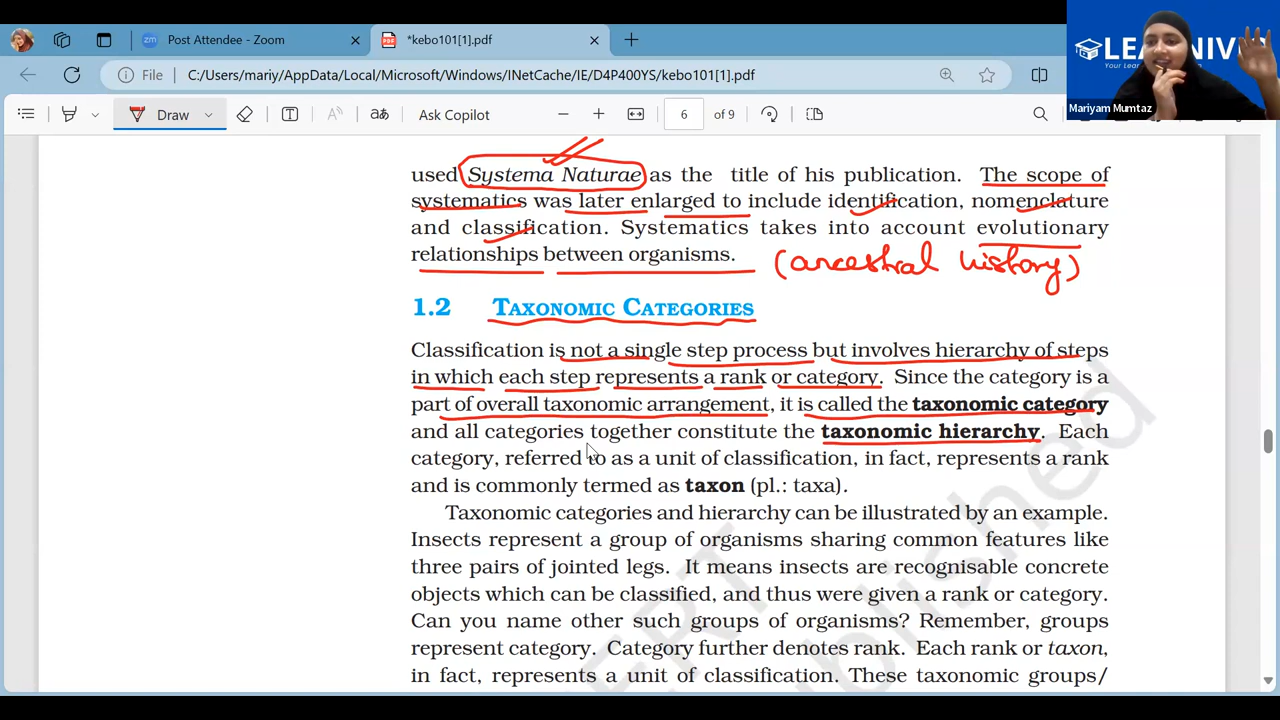 Post Attendee - Zoom
*kebo101[1].pdf
File
C:/Users/mariy/AppData/Local/Microsoft/Windows/INetCache/IE/D4P400YS/kebo101[1].pdf
Your
Mariyam Mumtaz
Draw
Ask Copilot
6
of 9
used Systema Naturae as the title of his publication. The scope of
systematics was later enlarged to include identification, nomenclature
and classification. Systematics takes into account evolutionary
relationships between organisms.
(ancestral history)
1.2 TAXONOMIC CATEGORIES
Classification is not a single step process but involves hierarchy of steps
in which each step represents a rank or category. Since the category is a
part of overall taxonomic arrangement, it is called the taxonomic category
and all categories together constitute the taxonomic hierarchy. Each
category, referred to as a unit of classification, in fact, represents a rank
and is commonly termed as taxon (pl.: taxa).
Taxonomic categories and hierarchy can be illustrated by an example.
Insects represent a group of organisms sharing common features like
three pairs of jointed legs. It means insects are recognisable concrete
objects which can be classified, and thus were given a rank or category.
Can you name other such groups of organisms? Remember, groups
represent category. Category further denotes rank. Each rank or taxon,
in fact, represents a unit of classification. These taxonomic groups/